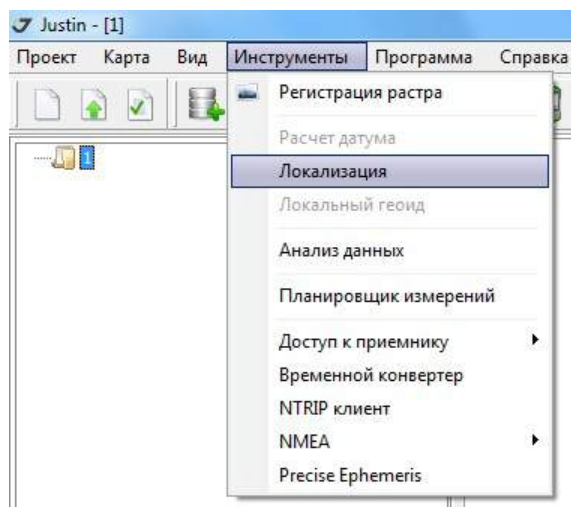 Justin - [1]
Проект Карта Вид Инструменты Программа Справка
Регистрация растра
Расчет датума
1
Локализация
Локальный геоид
Анализ данных
Планировщик измерений
Доступ к приемнику
Временной конвертер
NTRIP клиент
NMEA
Precise Ephemeris